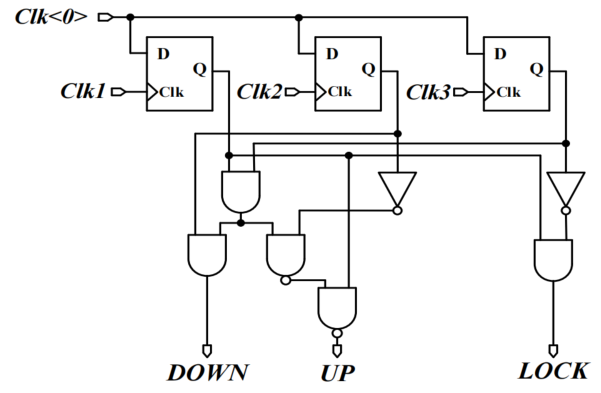 Clk<0>
D D D
Q Q Q
Clk1 Clk Clk2 Clk Clk3 Clk
DOWN UP LOCK